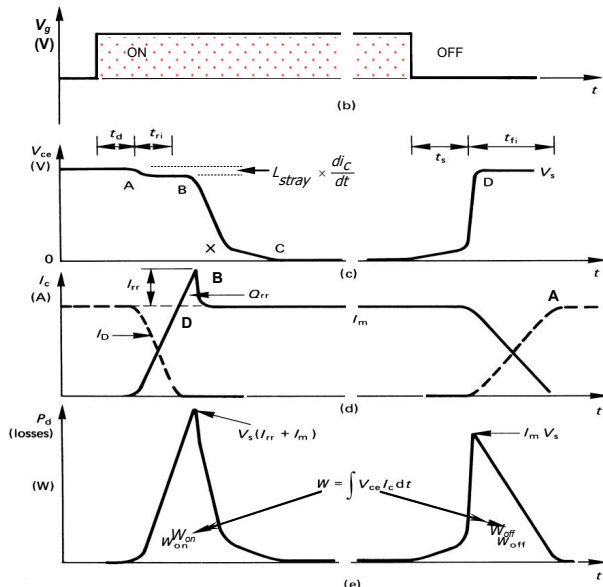 V_g
(V)
ON
OFF
t
(b)
t_d
t_ri
t_s
t_fi
V_ce
(V)
A
B
L_stray × di_c/dt
D
V_s
X
C
0
t
(c)
I_c
(A)
I_rr
B
Q_rr
A
I_D
D
I_m
t
(d)
P_d
(losses)
V_s(I_rr + I_m)
I_m V_s
(W)
W = ∫ V_ce I_c dt
W_on
W_on
W_off
W_off
t
(e)